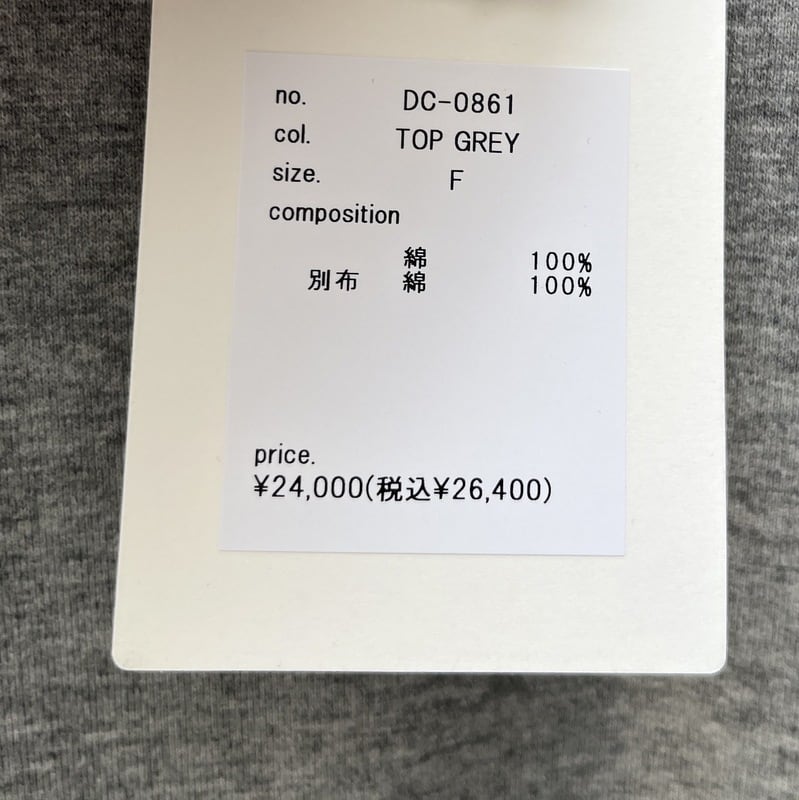 no. DC-0861
col. TOP GREY
size. F
composition
綿 100%
別布 綿 100%
price.
¥24,000(税込¥26,400)